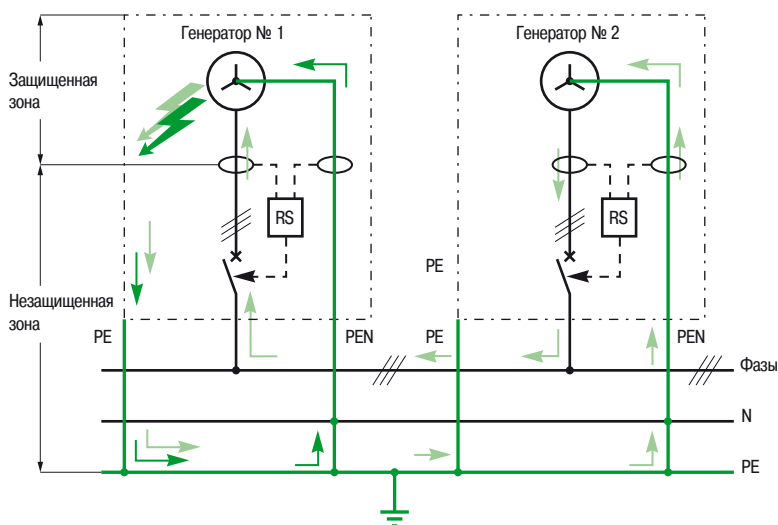 Генератор № 1
Генератор № 2
Защищенная
зона
RS
RS
PE
Незащищенная
зона
PE
PEN
PE
PEN
Фазы
N
PE